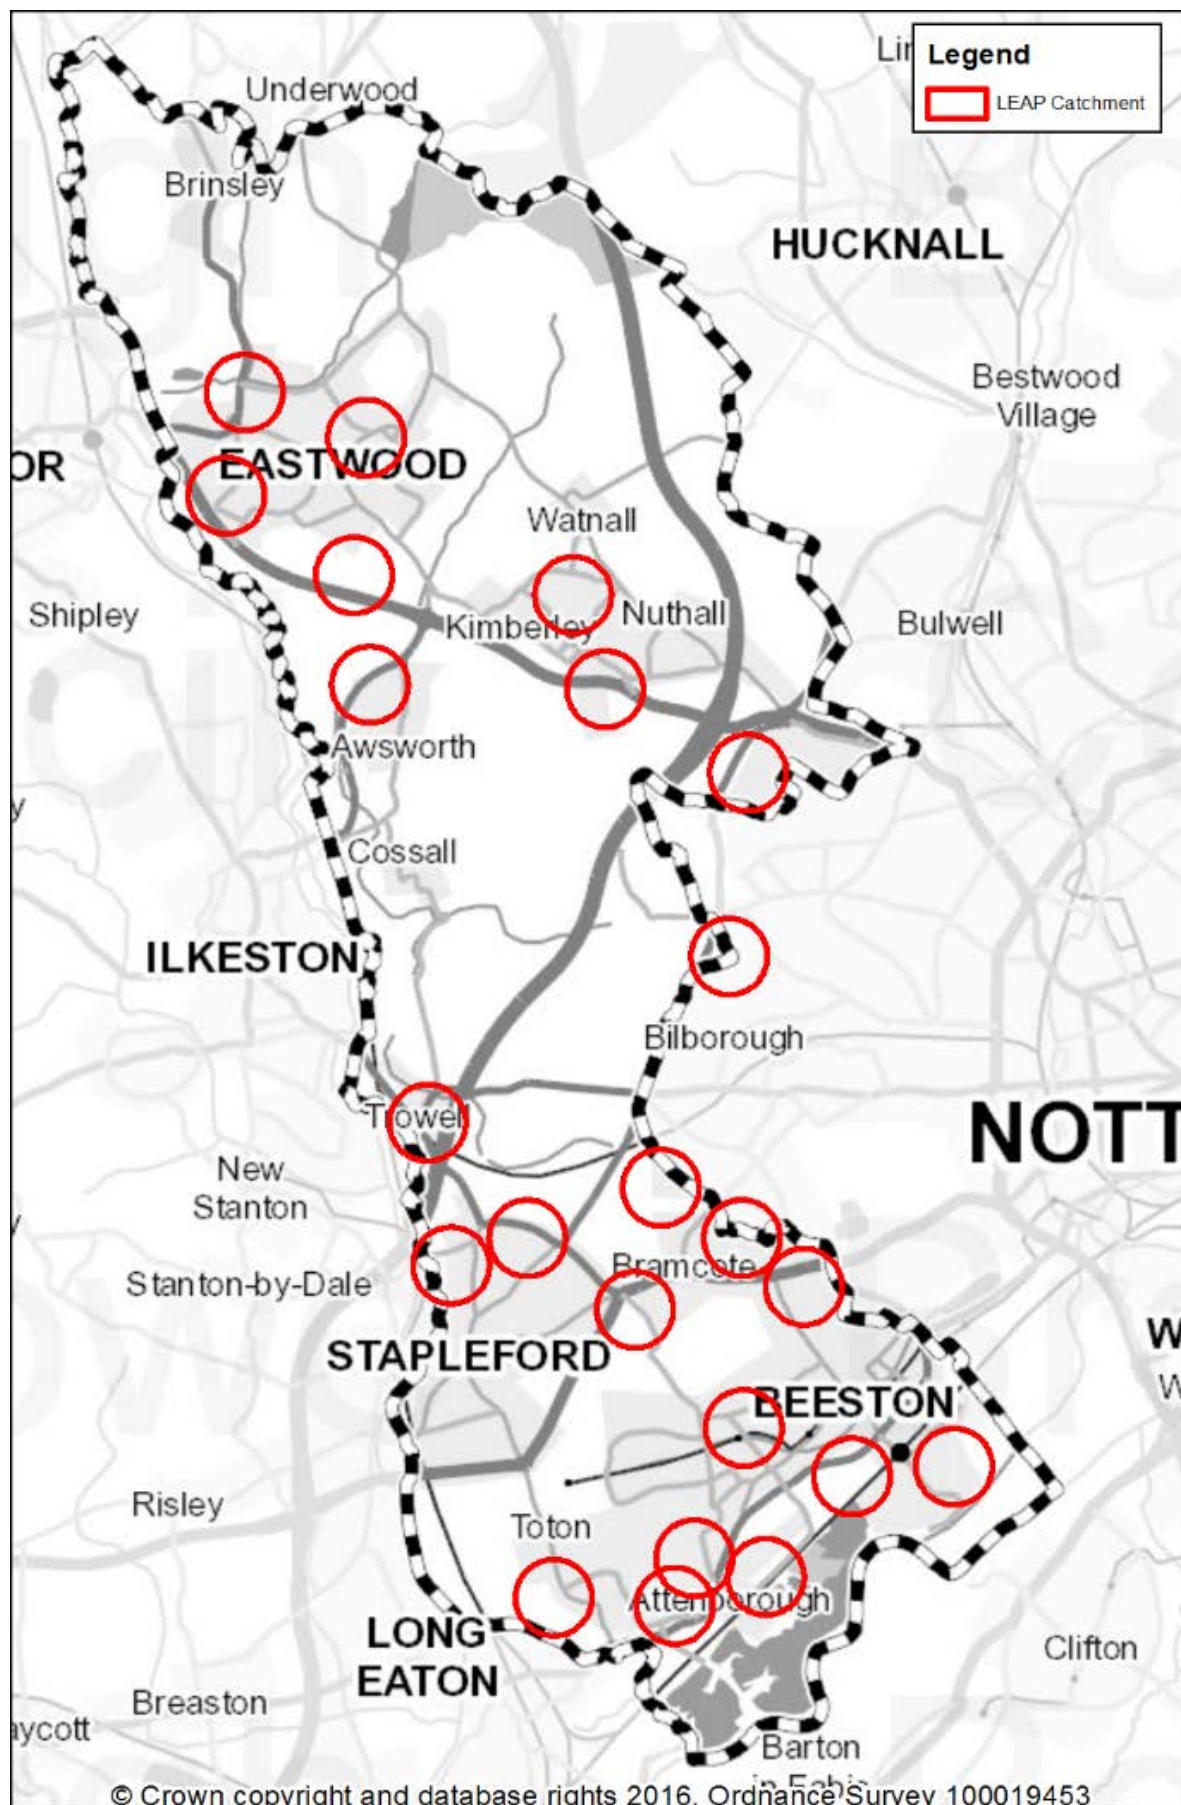 Legend
LEAP Catchment
Underwood
Brinsley
HUCKNALL
Bestwood
Village
OR
EASTWOOD
Watnall
Shipley
Kimberley
Nuthall
Bulwell
Awsworth
Cossall
ILKESTON
Bilborough
Trowell
NOTT
New
Stanton
Stanton-by-Dale
Bramcote
STAPLEFORD
W
BEESTON
Risley
Toton
Attenborough
LONG
EATON
Clifton
Breaston
aycott
Barton
© Crown copyright and database rights 2016. Ordnance Survey 100019453